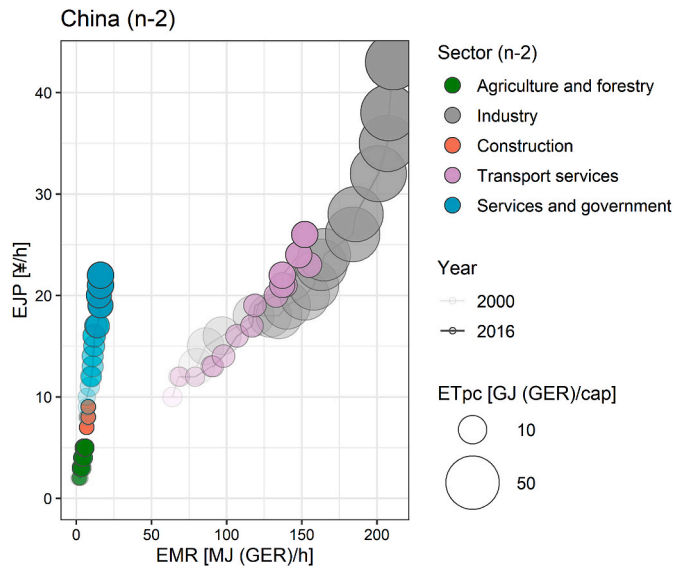 China (n-2)
EJP [¥/h]
40
30
20
10
0
0
50
100
150
200
EMR [MJ (GER)/h]
Sector (n-2)
Agriculture and forestry
Industry
Construction
Transport services
Services and government
Year
2000
2016
ETpc [GJ (GER)/cap]
10
50